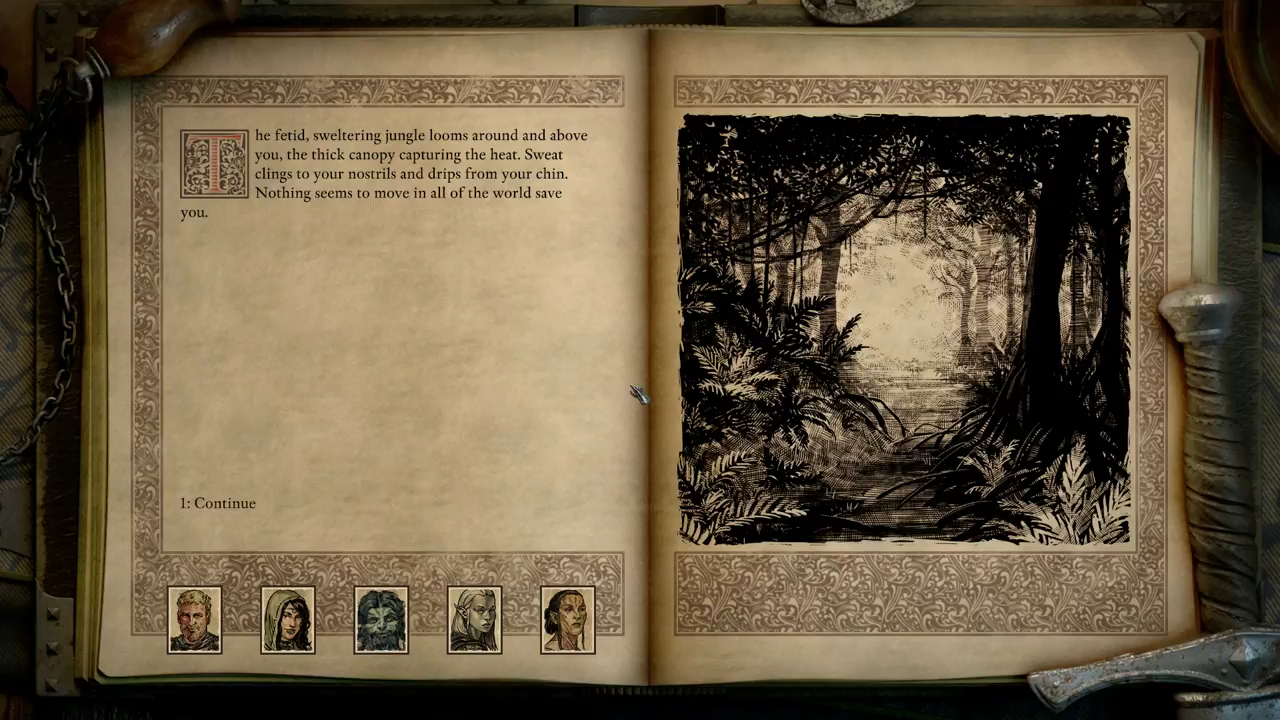 The fetid, sweltering jungle looms around and above
you, the thick canopy capturing the heat. Sweat
clings to your nostrils and drips from your chin.
Nothing seems to move in all of the world save
you.
1: Continue